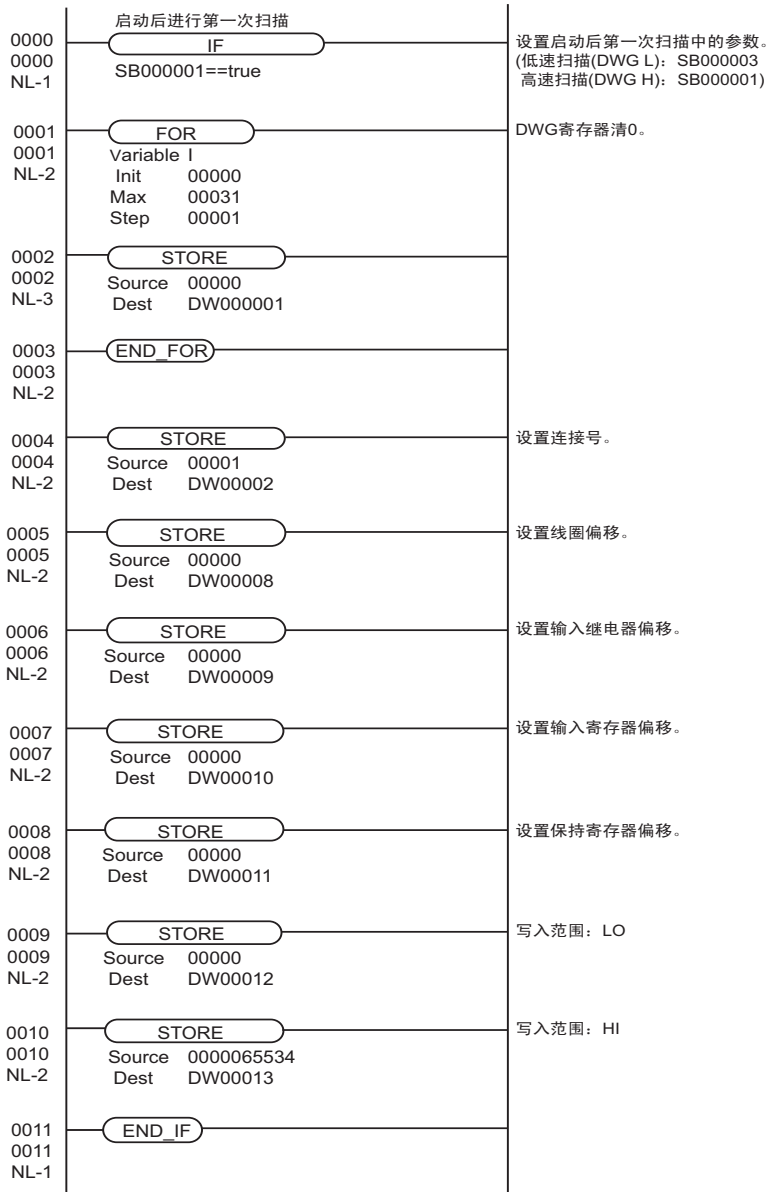 启动后进行第一次扫描
0000
0000
NL-1
IF
SB000001==true
设置启动后第一次扫描中的参数。
(低速扫描(DWG L)：SB000003
高速扫描(DWG H)：SB000001)
0001
0001
NL-2
FOR
Variable I
Init 00000
Max 00031
Step 00001
DWG寄存器清0。
0002
0002
NL-3
STORE
Source 00000
Dest DW000001
0003
0003
NL-2
END_FOR
0004
0004
NL-2
STORE
Source 00001
Dest DW00002
设置连接号。
0005
0005
NL-2
STORE
Source 00000
Dest DW00008
设置线圈偏移。
0006
0006
NL-2
STORE
Source 00000
Dest DW00009
设置输入继电器偏移。
0007
0007
NL-2
STORE
Source 00000
Dest DW00010
设置输入寄存器偏移。
0008
0008
NL-2
STORE
Source 00000
Dest DW00011
设置保持寄存器偏移。
0009
0009
NL-2
STORE
Source 00000
Dest DW00012
写入范围：LO
0010
0010
NL-2
STORE
Source 0000065534
Dest DW00013
写入范围：HI
0011
0011
NL-1
END_IF